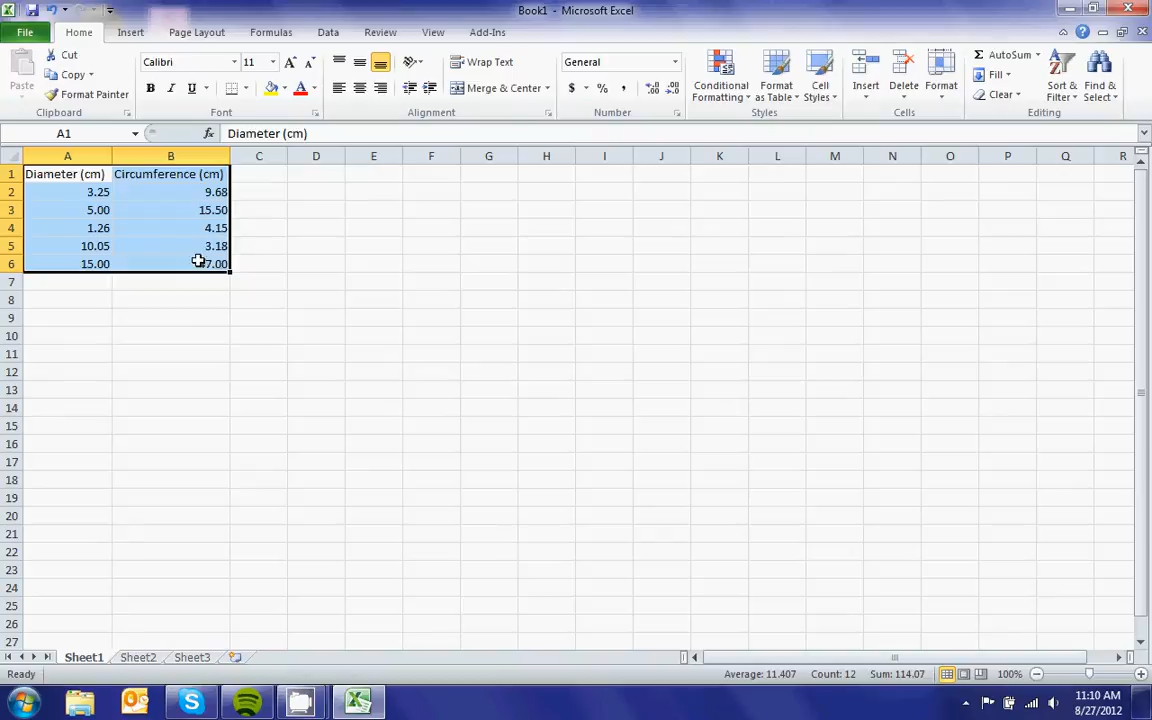 Book1 - Microsoft Excel
File Home Insert Page Layout Formulas Data Review View Add-Ins
Paste
Cut
Copy
Format Painter
Clipboard
Calibri 11
B I U
Font
Wrap Text
Merge & Center
Alignment
General
$ % ,
Number
Conditional Formatting
Format as Table
Cell Styles
Styles
Insert Delete Format
Cells
AutoSum
Fill
Clear
Sort & Filter
Find & Select
Editing
A1 fx Diameter (cm)
A B C D E F G H I J K L M N O P Q R
1 Diameter (cm) Circumference (cm)
2 3.25 9.68
3 5.00 15.50
4 1.26 4.15
5 10.05 3.18
6 15.00 7.00
7
8
9
10
11
12
13
14
15
16
17
18
19
20
21
22
23
24
25
26
27
Sheet1 Sheet2 Sheet3
Ready Average: 11.407 Count: 12 Sum: 114.07 100%
11:10 AM
8/27/2012